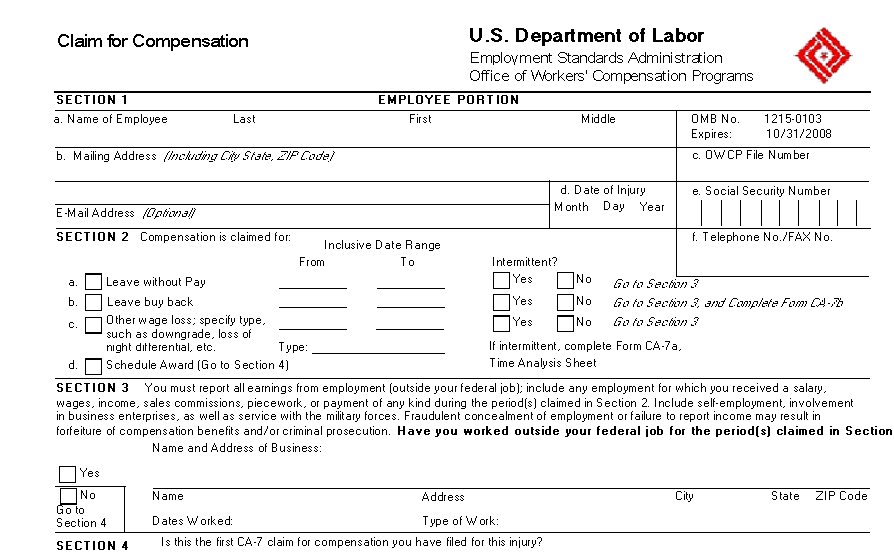 Claim for Compensation
U.S. Department of Labor
Employment Standards Administration
Office of Workers' Compensation Programs
SECTION 1 EMPLOYEE PORTION
a. Name of Employee Last First Middle
OMB No. 1215-0103
Expires: 10/31/2008
b. Mailing Address (Including City State, ZIP Code)
c. OWCP File Number
d. Date of Injury
Month Day Year
e. Social Security Number
E-Mail Address (Optional)
f. Telephone No./FAX No.
SECTION 2 Compensation is claimed for:
Inclusive Date Range
From To Intermittent?
a. Leave without Pay Yes No Go to Section 3
b. Leave buy back Yes No Go to Section 3, and Complete Form CA-7b
c. Other wage loss; specify type, Yes No Go to Section 3
such as downgrade, loss of
night differential, etc. Type: If intermittent, complete Form CA-7a,
d. Schedule Award (Go to Section 4) Time Analysis Sheet
SECTION 3 You must report all earnings from employment (outside your federal job); include any employment for which you received a salary,
wages, income, sales commissions, piecework, or payment of any kind during the period(s) claimed in Section 2. Include self-employment, involvement
in business enterprises, as well as service with the military forces. Fraudulent concealment of employment or failure to report income may result in
forfeiture of compensation benefits and/or criminal prosecution. Have you worked outside your federal job for the period(s) claimed in Section
Name and Address of Business:
Yes
No
Go to
Section 4
Name Address City State ZIP Code
Dates Worked: Type of Work:
SECTION 4 Is this the first CA-7 claim for compensation you have filed for this injury?